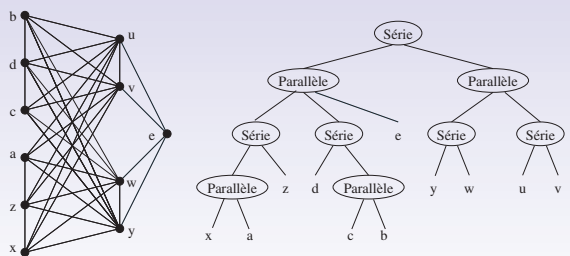 b
d
c
a
z
x
u
v
w
y
e
Série
Parallèle Parallèle
Série Série e Série Série
Parallèle z d Parallèle y w u v
x a c b